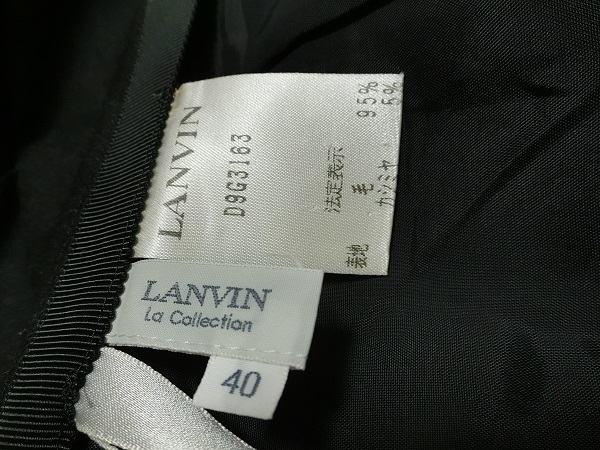 LANVIN
D9G3163
法定表示
表地 毛 95%
カシミヤ 5%
LANVIN
La Collection
40